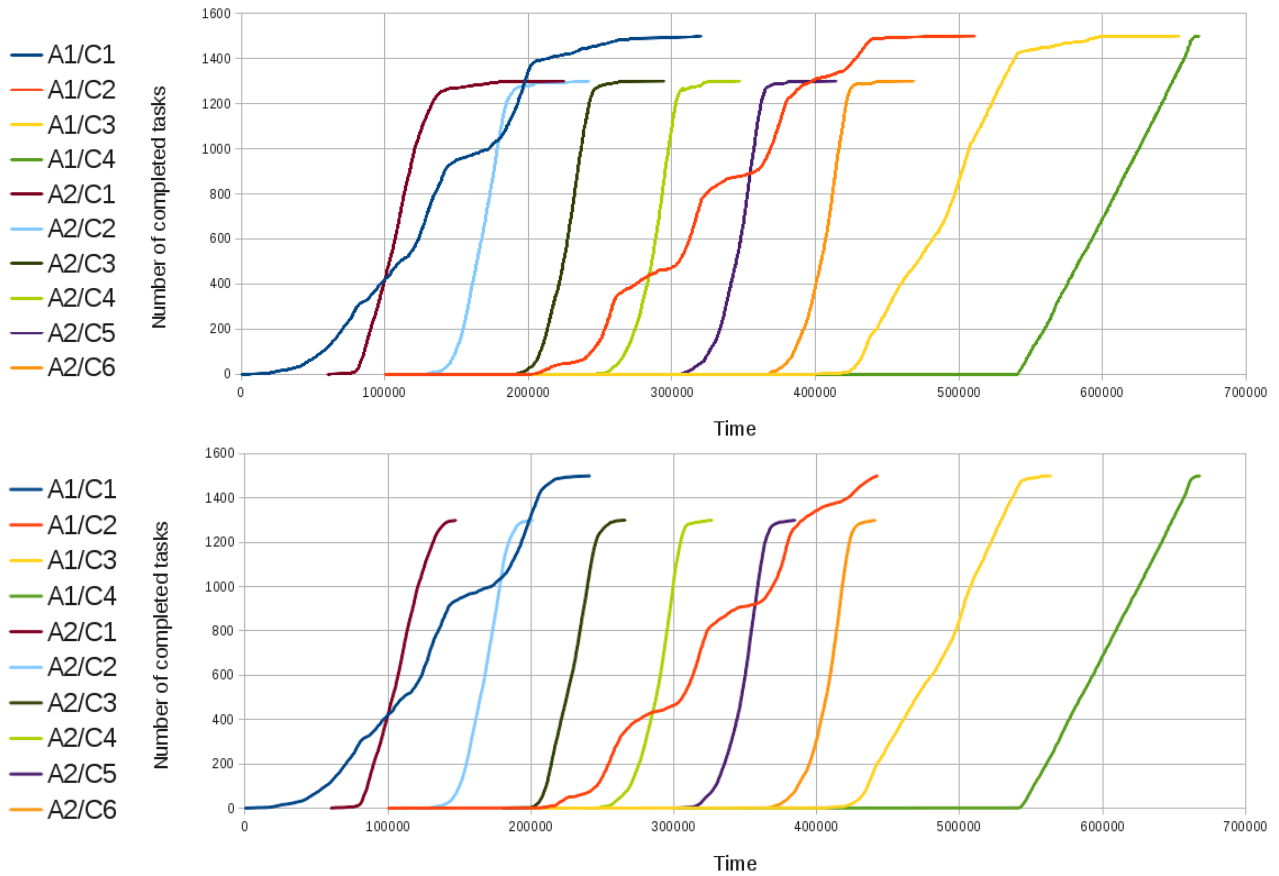 A1/C1
A1/C2
A1/C3
A1/C4
A2/C1
A2/C2
A2/C3
A2/C4
A2/C5
A2/C6
Number of completed tasks
1600
1400
1200
1000
800
600
400
200
0
0 100000 200000 300000 400000 500000 600000 700000
Time
A1/C1
A1/C2
A1/C3
A1/C4
A2/C1
A2/C2
A2/C3
A2/C4
A2/C5
A2/C6
Number of completed tasks
1600
1400
1200
1000
800
600
400
200
0
0 100000 200000 300000 400000 500000 600000 700000
Time